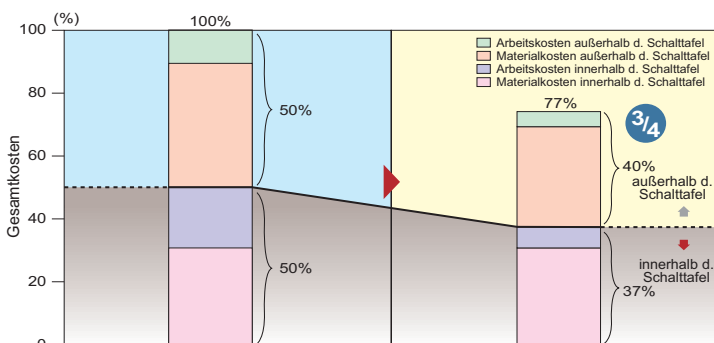 (%)
100%
100
80
60
40
20
0
Gesamtkosten
50%
50%
Arbeitskosten außerhalb d. Schalttafel
Materialkosten außerhalb d. Schalttafel
Arbeitskosten innerhalb d. Schalttafel
Materialkosten innerhalb d. Schalttafel
77%
3/4
40%
außerhalb d.
Schalttafel
innerhalb d.
Schalttafel
37%